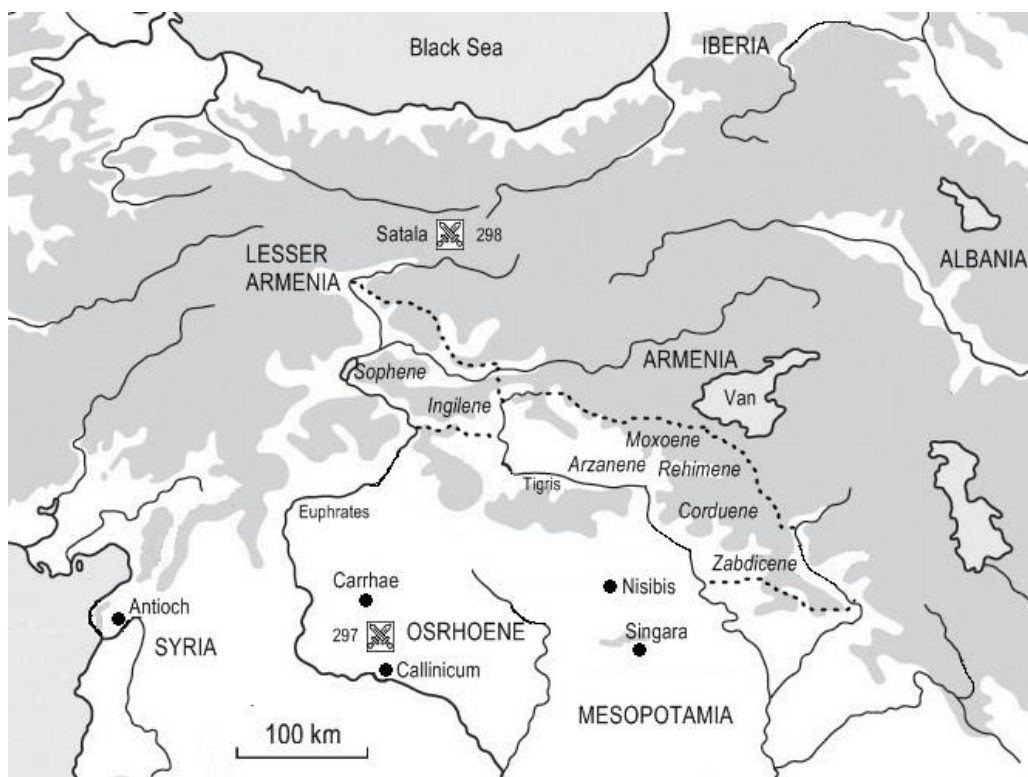 Black Sea
IBERIA
Satala
298
LESSER
ARMENIA
ALBANIA
Sophene
ARMENIA
Van
Ingilene
Moxoene
Arzanene
Rehimene
Tigris
Euphrates
Corduene
Zabdicene
Carrhae
Nisibis
Antioch
297
OSRHOENE
Singara
SYRIA
Callinicum
MESOPOTAMIA
100 km